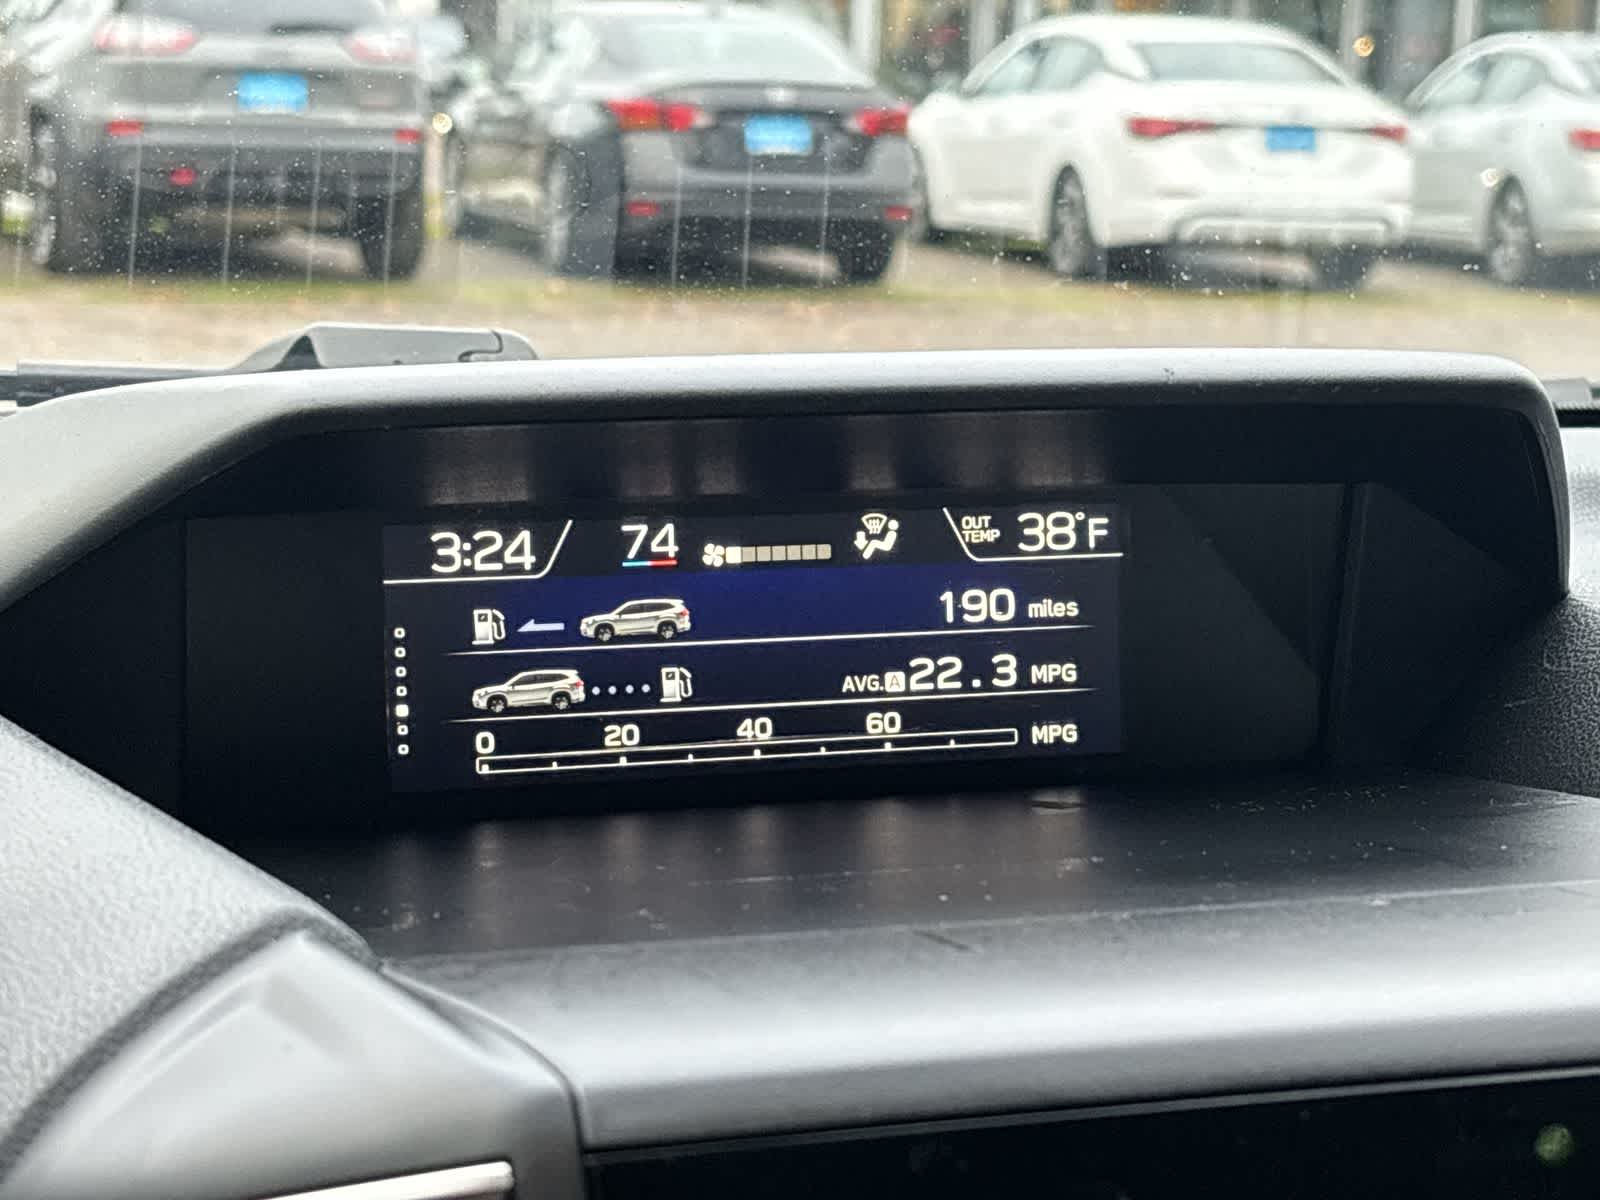 3:24 74 OUT TEMP 38°F
190 miles
AVG. A 22.3 MPG
0 20 40 60 MPG